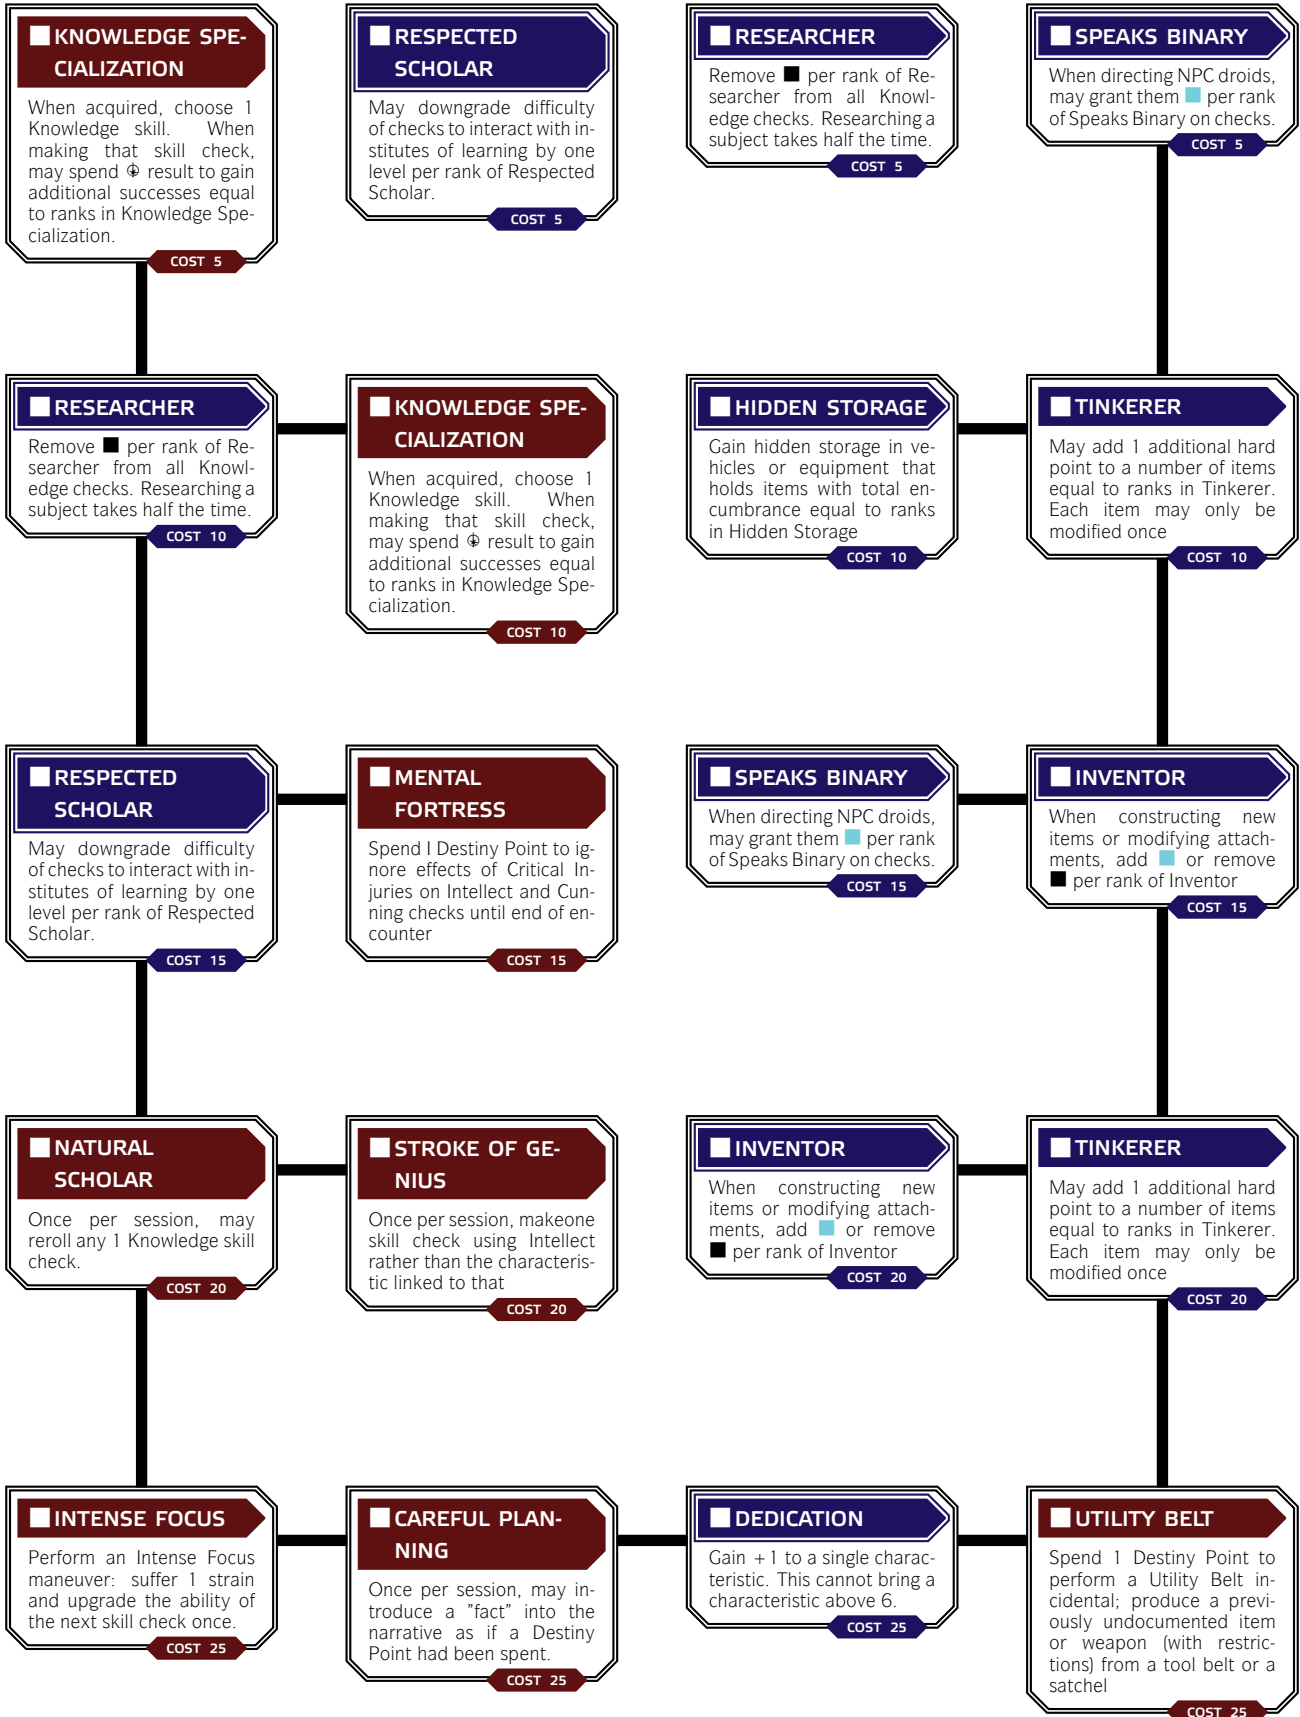 KNOWLEDGE SPE-
CIALIZATION
When acquired, choose 1
Knowledge skill. When
making that skill check,
may spend result to gain
additional successes equal
to ranks in Knowledge Spe-
cialization.
COST 5
RESPECTED
SCHOLAR
May downgrade difficulty
of checks to interact with in-
stitutes of learning by one
level per rank of Respected
Scholar.
COST 5
RESEARCHER
Remove per rank of Re-
searcher from all Knowl-
edge checks. Researching a
subject takes half the time.
COST 5
SPEAKS BINARY
When directing NPC droids,
may grant them per rank
of Speaks Binary on checks.
COST 5
RESEARCHER
Remove per rank of Re-
searcher from all Knowl-
edge checks. Researching a
subject takes half the time.
COST 10
KNOWLEDGE SPE-
CIALIZATION
When acquired, choose 1
Knowledge skill. When
making that skill check,
may spend result to gain
additional successes equal
to ranks in Knowledge Spe-
cialization.
COST 10
HIDDEN STORAGE
Gain hidden storage in ve-
hicles or equipment that
holds items with total en-
cumbrance equal to ranks
in Hidden Storage
COST 10
TINKERER
May add 1 additional hard
point to a number of items
equal to ranks in Tinkerer.
Each item may only be
modified once
COST 10
RESPECTED
SCHOLAR
May downgrade difficulty
of checks to interact with in-
stitutes of learning by one
level per rank of Respected
Scholar.
COST 15
MENTAL
FORTRESS
Spend I Destiny Point to ig-
nore effects of Critical In-
juries on Intellect and Cun-
ning checks until end of en-
counter
COST 15
SPEAKS BINARY
When directing NPC droids,
may grant them per rank
of Speaks Binary on checks.
COST 15
INVENTOR
When constructing new
items or modifying attach-
ments, add or remove
per rank of Inventor
COST 15
NATURAL
SCHOLAR
Once per session, may
reroll any 1 Knowledge skill
check.
COST 20
STROKE OF GE-
NIUS
Once per session, makeone
skill check using Intellect
rather than the characteris-
tic linked to that
COST 20
INVENTOR
When constructing new
items or modifying attach-
ments, add or remove
per rank of Inventor
COST 20
TINKERER
May add 1 additional hard
point to a number of items
equal to ranks in Tinkerer.
Each item may only be
modified once
COST 20
INTENSE FOCUS
Perform an Intense Focus
maneuver: suffer 1 strain
and upgrade the ability of
the next skill check once.
COST 25
CAREFUL PLAN-
NING
Once per session, may in-
troduce a "fact" into the
narrative as if a Destiny
Point had been spent.
COST 25
DEDICATION
Gain +1 to a single charac-
teristic. This cannot bring a
characteristic above 6.
COST 25
UTILITY BELT
Spend 1 Destiny Point to
perform a Utility Belt in-
cidental; produce a previ-
ously undocumented item
or weapon (with restric-
tions) from a tool belt or a
satchel
COST 25